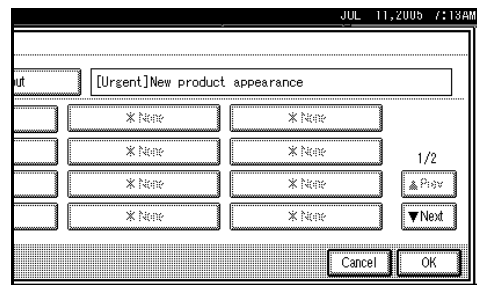 JUL 11,2005 7:13AM
ut [Urgent]New product appearance
* None * None
* None * None
1/2
* None * None ▲Prev
* None * None ▼Next
Cancel OK